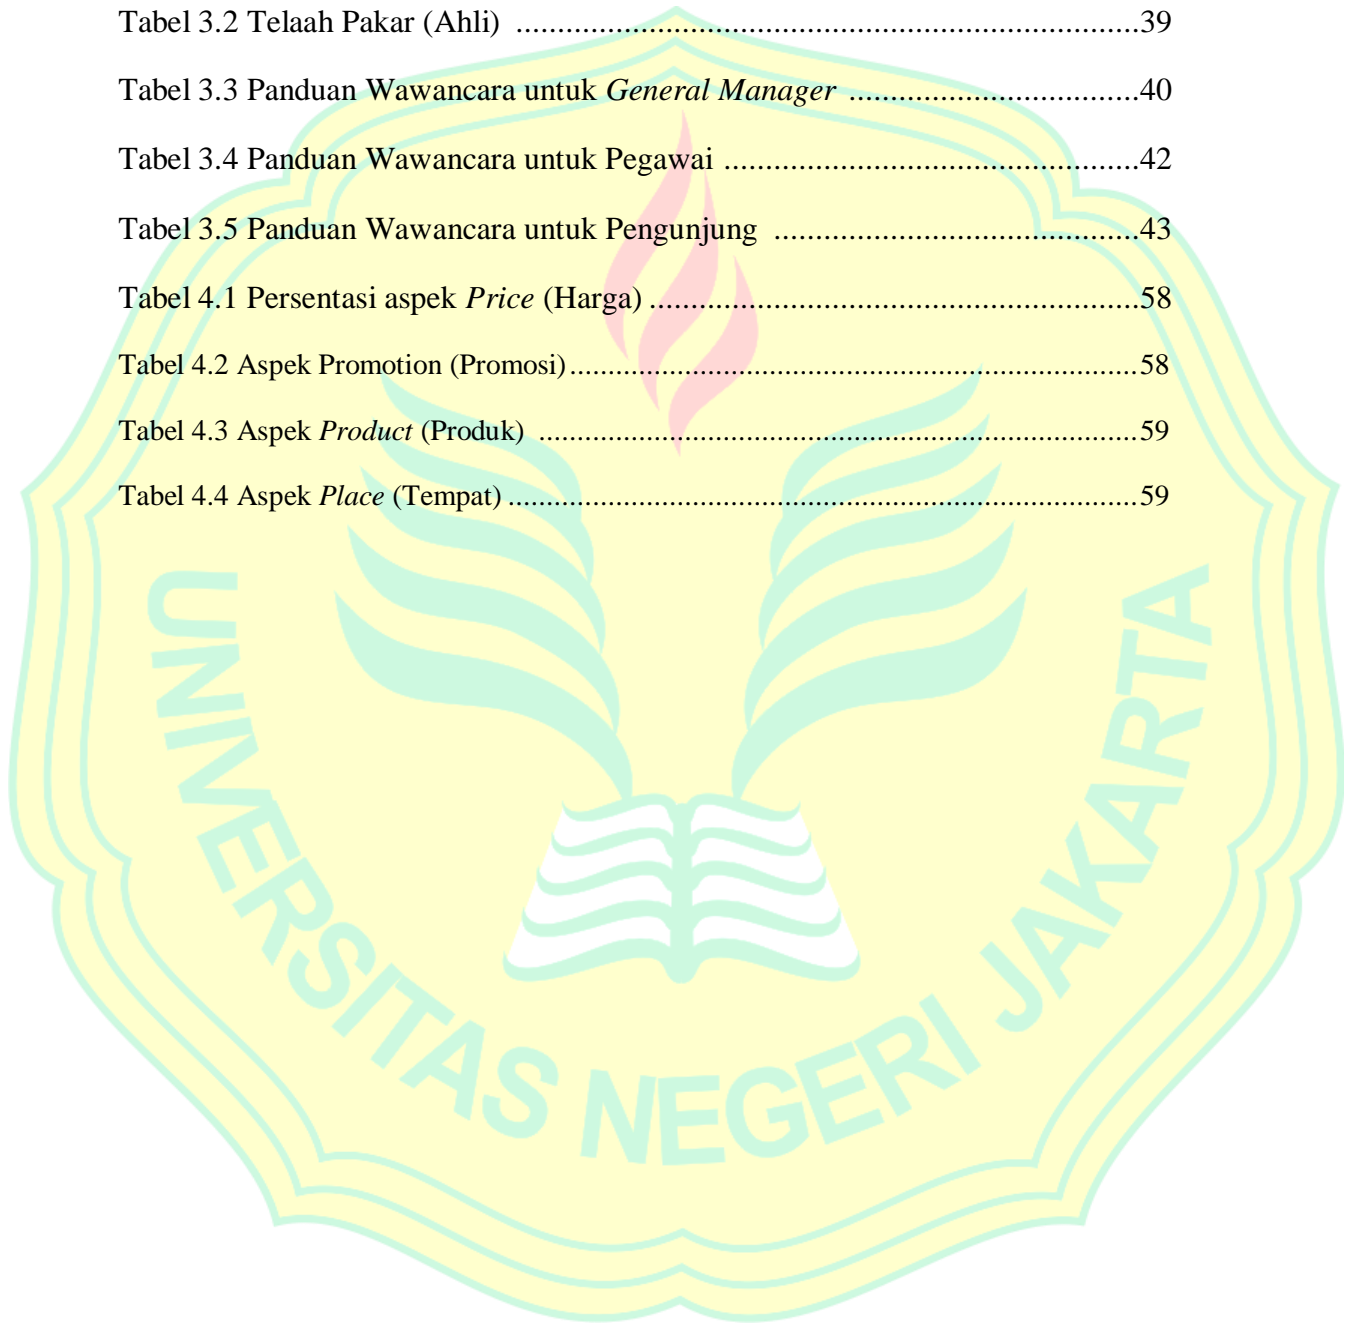 Tabel 3.2 Telaah Pakar (Ahli) ...........................................................................39
Tabel 3.3 Panduan Wawancara untuk General Manager ...................................40
Tabel 3.4 Panduan Wawancara untuk Pegawai ..................................................42
Tabel 3.5 Panduan Wawancara untuk Pengunjung ............................................43
Tabel 4.1 Persentasi aspek Price (Harga) ...........................................................58
Tabel 4.2 Aspek Promotion (Promosi)...............................................................................58
Tabel 4.3 Aspek Product (Produk) ...................................................................................59
Tabel 4.4 Aspek Place (Tempat) .......................................................................................59
UNIVERSITAS NEGERI JAKARTA